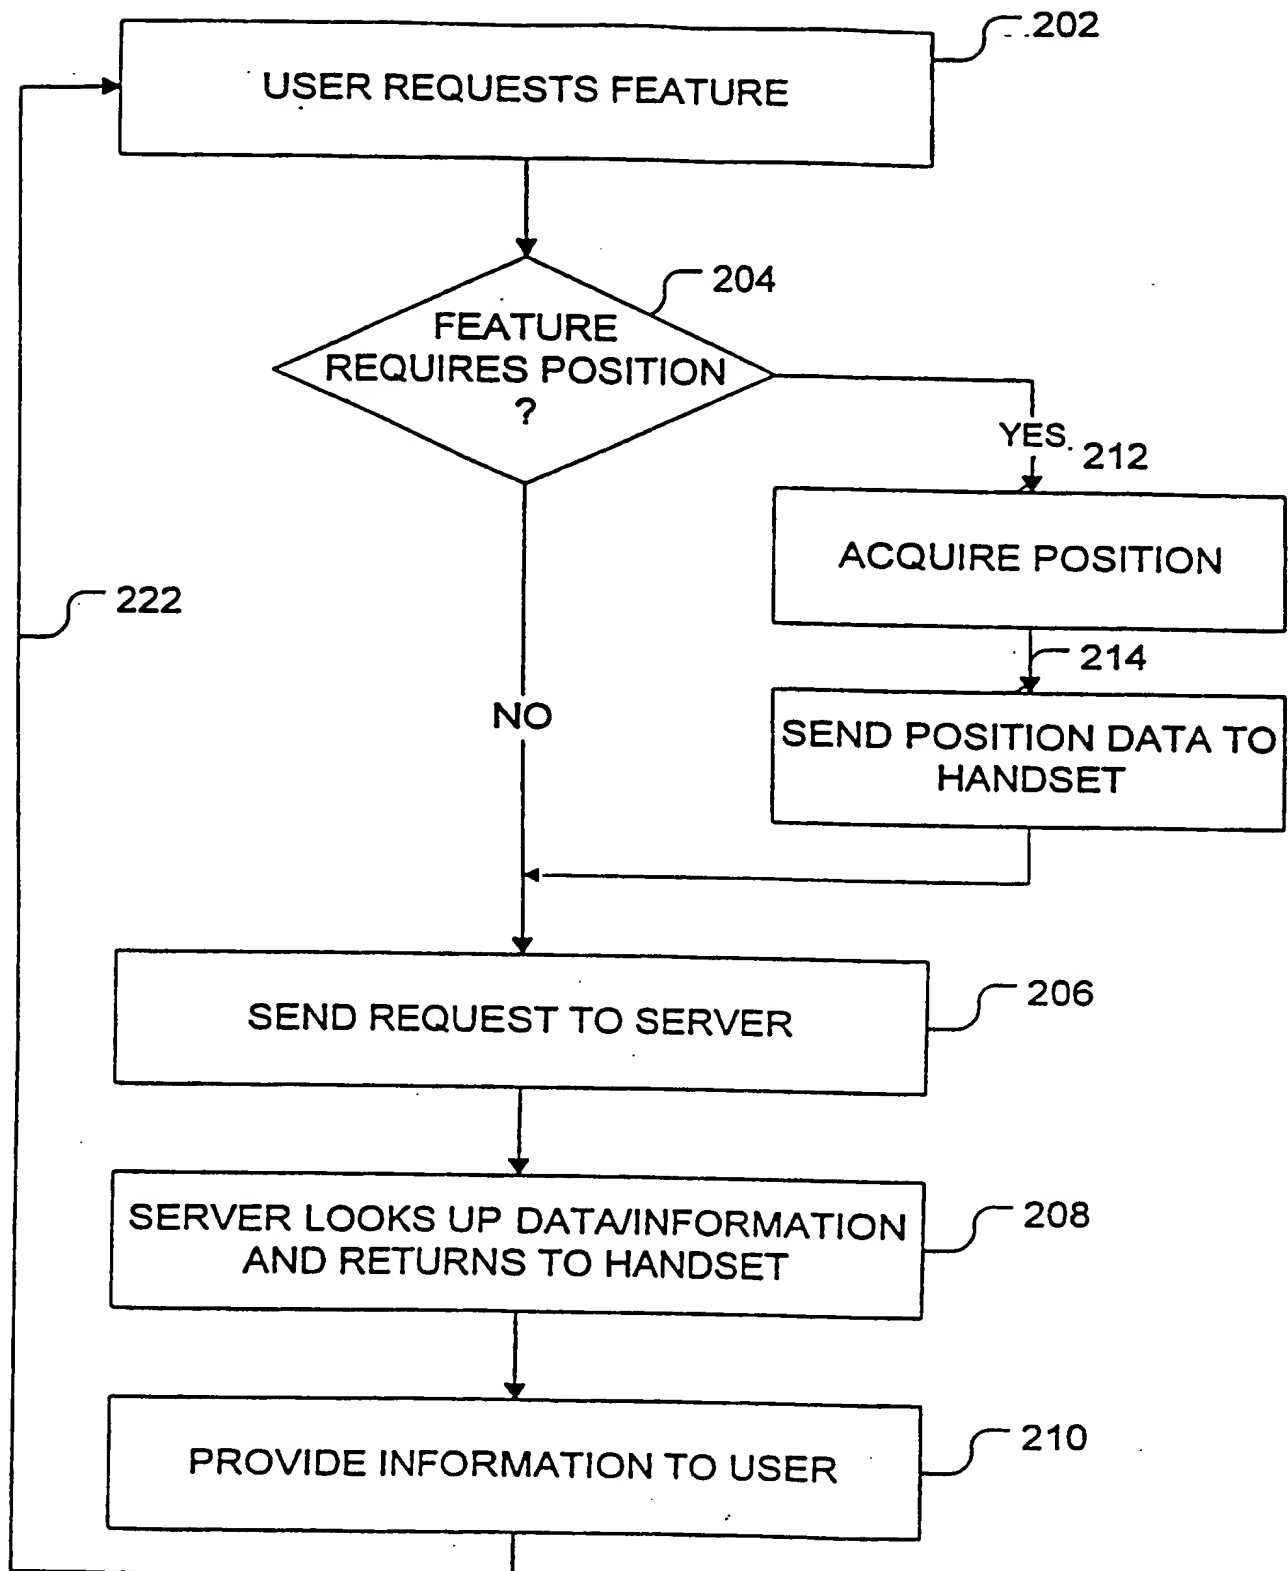 202
USER REQUESTS FEATURE
204
FEATURE
REQUIRES POSITION
?
YES.
212
ACQUIRE POSITION
222
214
NO
SEND POSITION DATA TO
HANDSET
206
SEND REQUEST TO SERVER
208
SERVER LOOKS UP DATA/INFORMATION
AND RETURNS TO HANDSET
210
PROVIDE INFORMATION TO USER